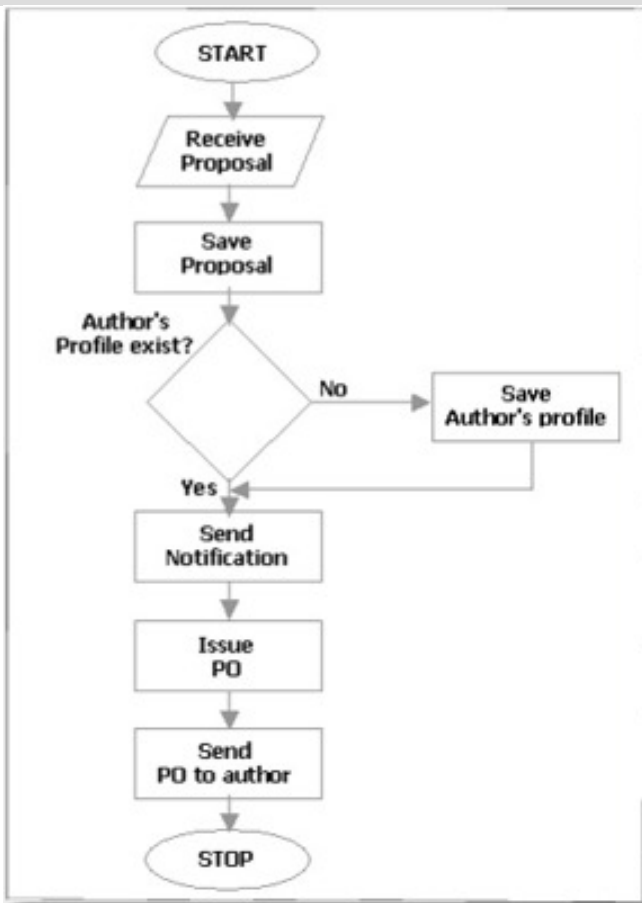 START
Receive
Proposal
Save
Proposal
Author's
Profile exist?
No
Save
Author's profile
Yes
Send
Notification
Issue
PO
Send
PO to author
STOP